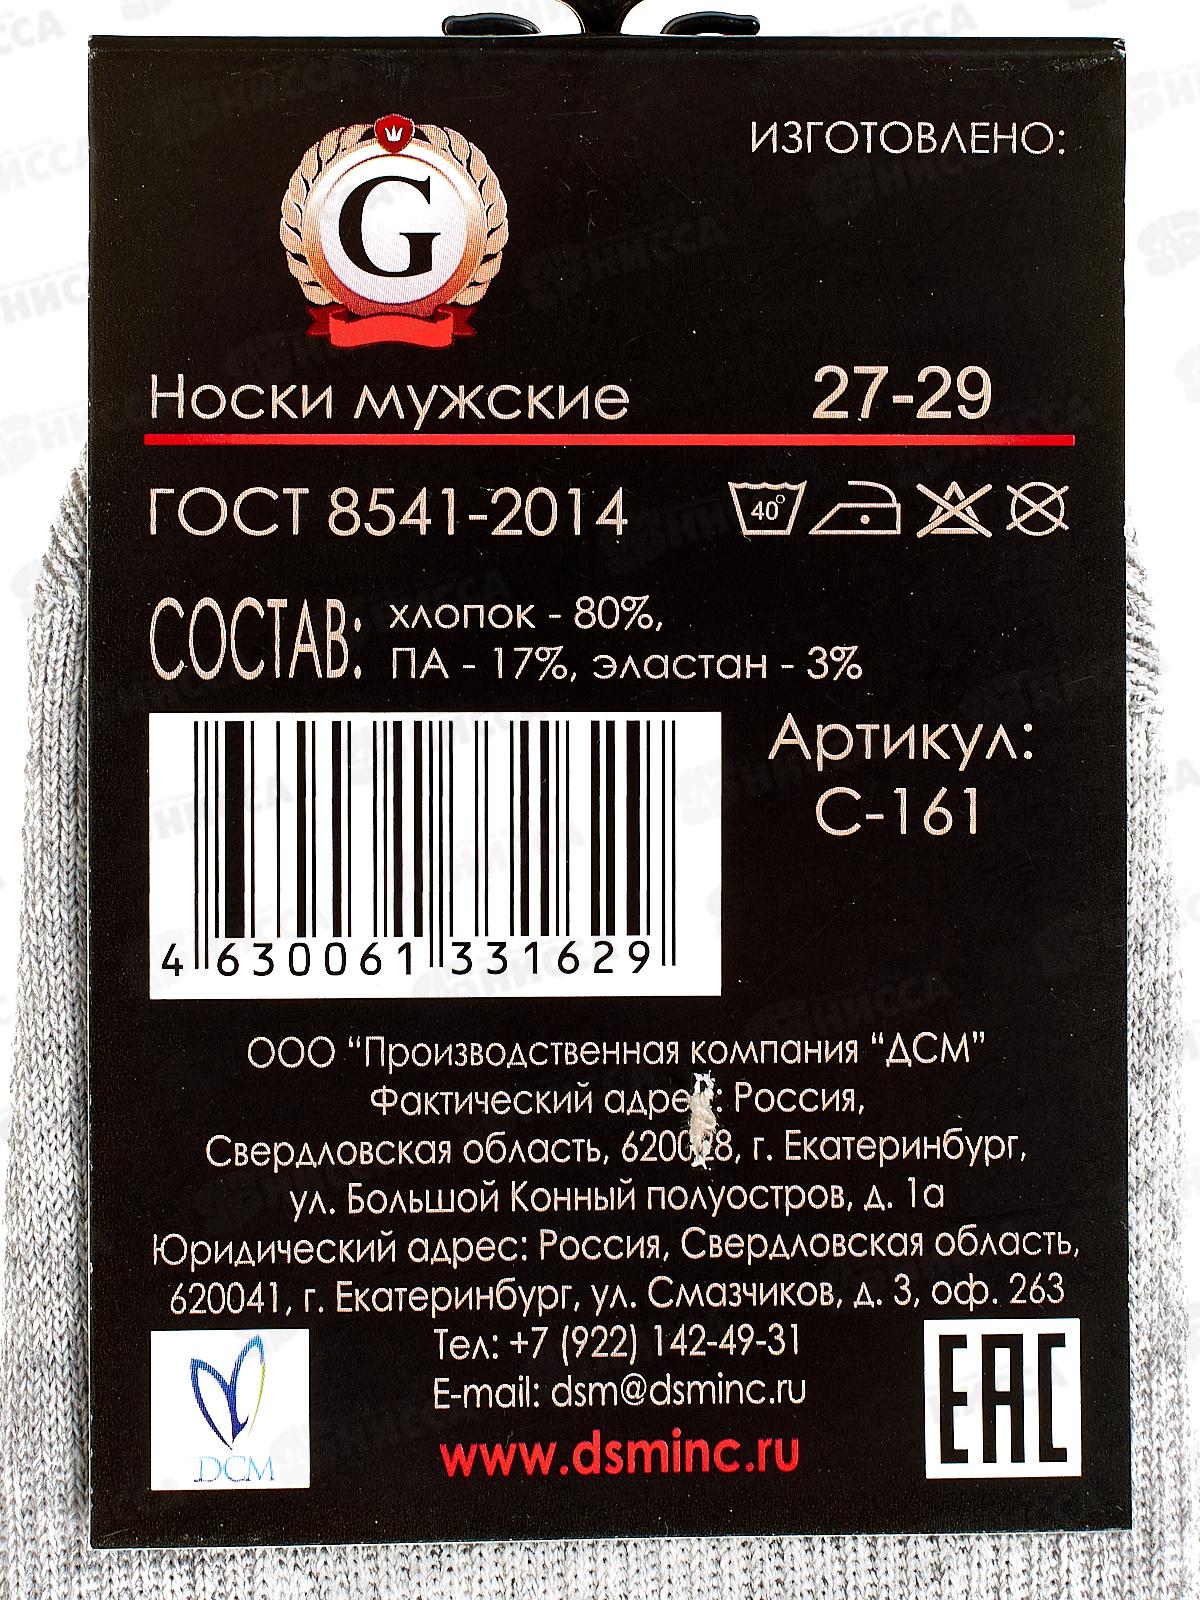 G
ИЗГОТОВЛЕНО:
Носки мужские 27-29
ГОСТ 8541-2014
40°
СОСТАВ: хлопок - 80%,
ПА - 17%, эластан - 3%
Артикул:
С-161
4 630061 331629
ООО “Производственная компания “ДСМ”
Фактический адрес: Россия,
Свердловская область, г. Екатеринбург,
ул. Большой Конный полуостров, д. 1а
Юридический адрес: Россия, Свердловская область,
620041, г. Екатеринбург, ул. Смазчиков, д. 3, оф. 263
Тел: +7 (922) 142-49-31
E-mail: dsm@dsminc.ru
www.dsminc.ru
DCM
EAC